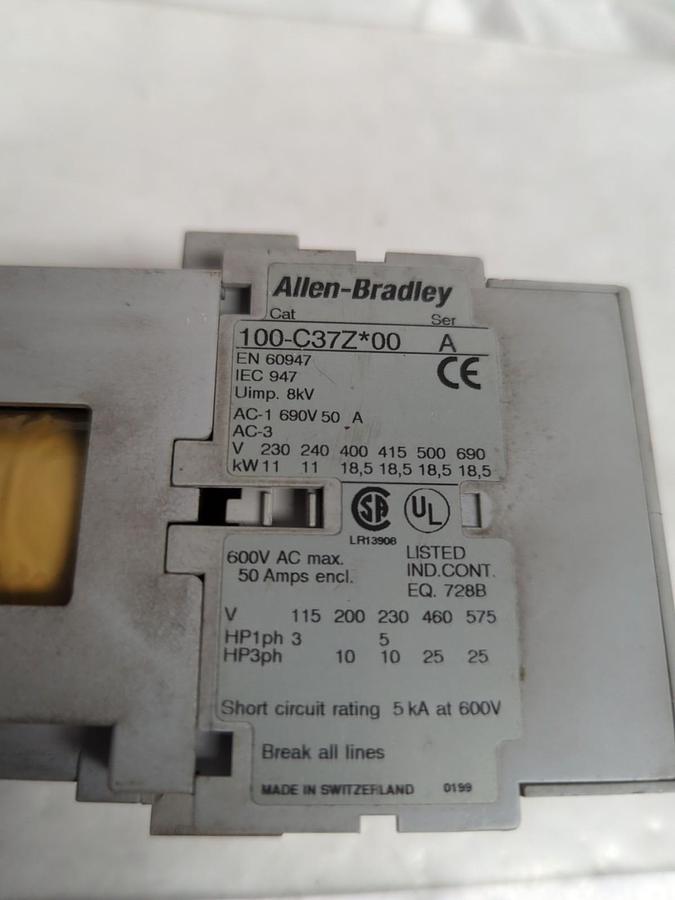 Allen-Bradley
Cat Ser
100-C37Z*00 A
EN 60947
IEC 947
CE
Uimp. 8kV
AC-1 690V 50 A
AC-3
V 230 240 400 415 500 690
kW 11 11 18,5 18,5 18,5 18,5
SA UL
LR13908
600V AC max. LISTED
50 Amps encl. IND.CONT.
EQ. 728B
V 115 200 230 460 575
HP1ph 3 5
HP3ph 10 10 25 25
Short circuit rating 5 kA at 600V
Break all lines
MADE IN SWITZERLAND 0199